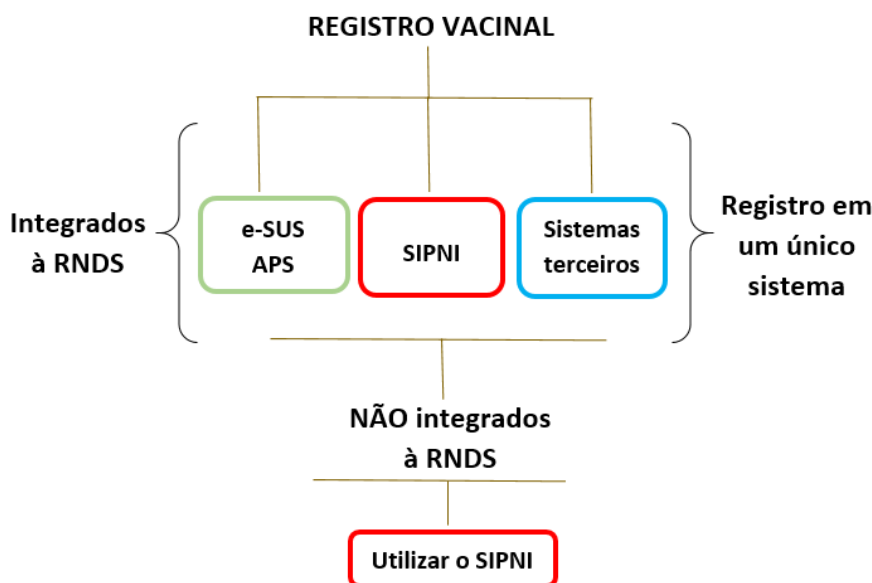 REGISTRO VACINAL
Integrados
à RNDS
e-SUS
APS
SIPNI
Sistemas
terceiros
Registro em
um único
sistema
NÃO integrados
à RNDS
Utilizar o SIPNI